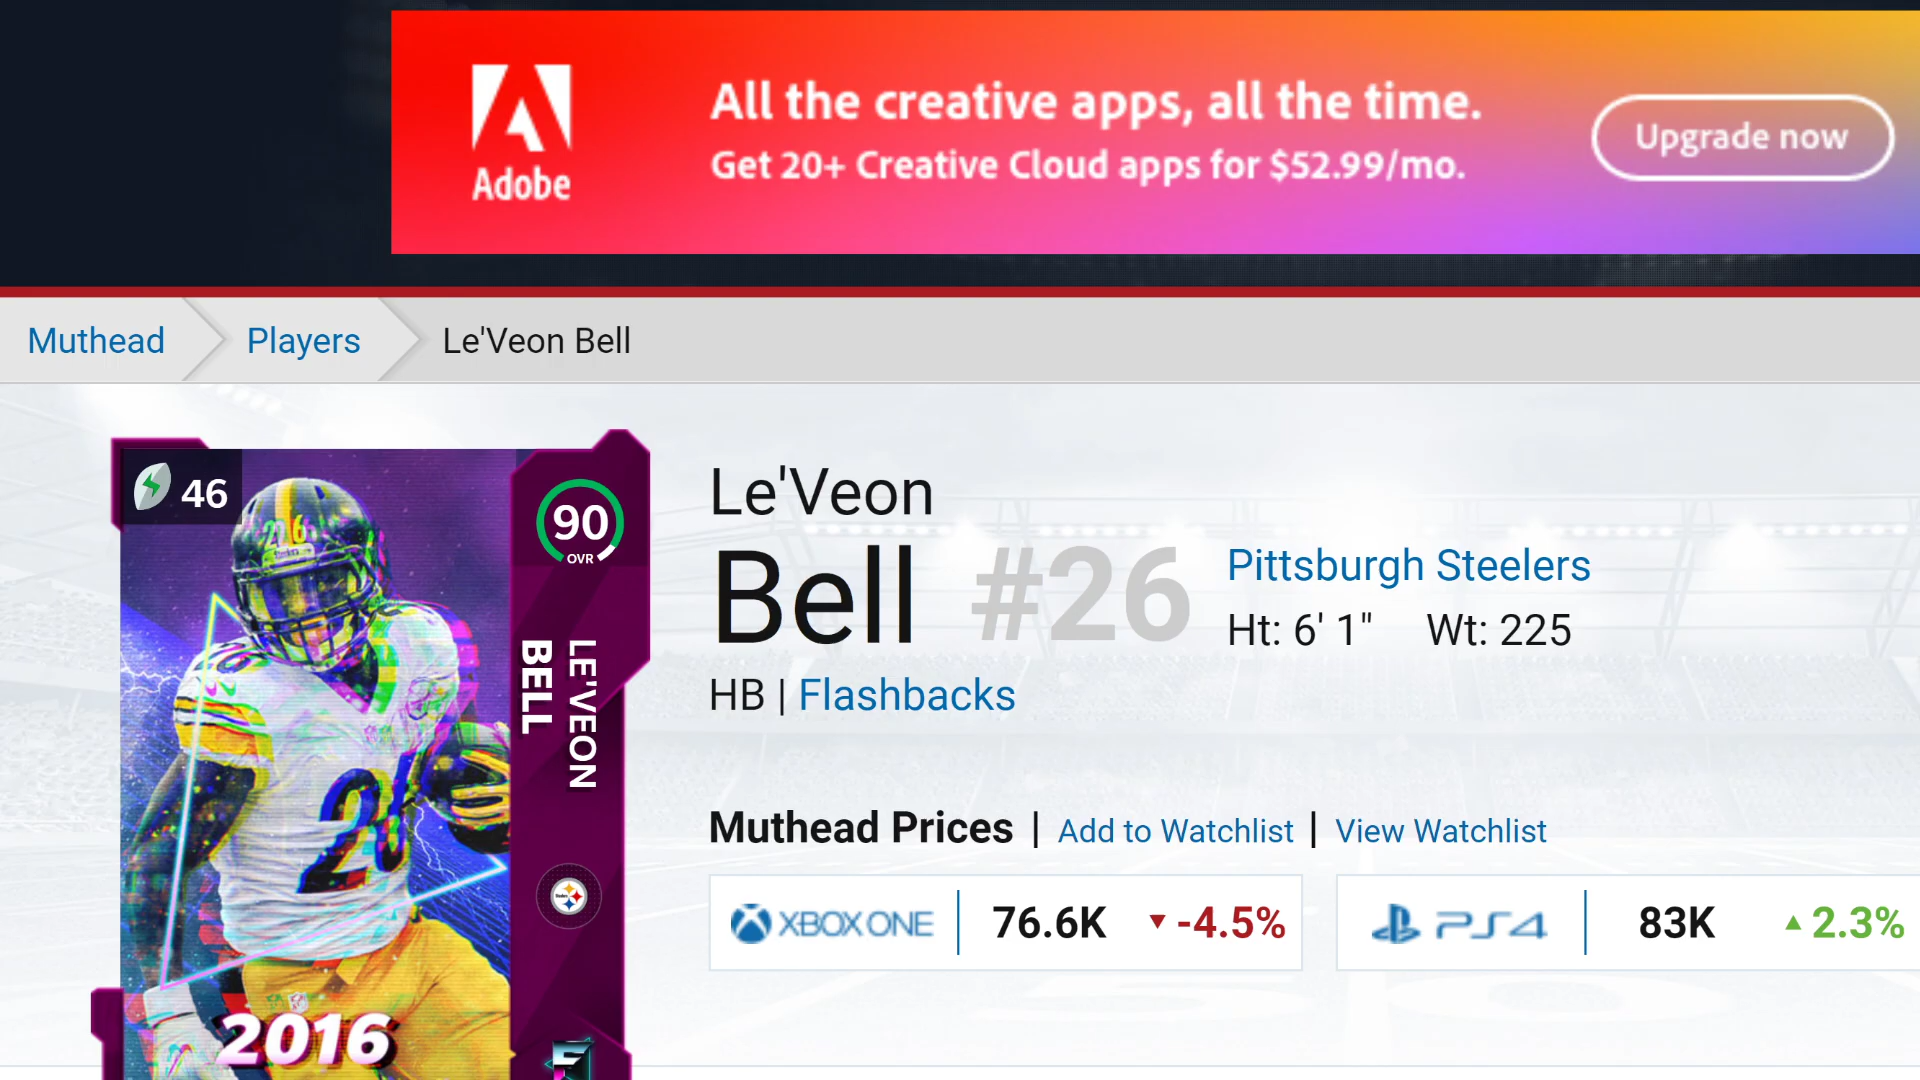 All the creative apps, all the time.
Get 20+ Creative Cloud apps for $52.99/mo.
Adobe
Upgrade now
Muthead
Players
Le'Veon Bell
46
90
OVR
LE'VEON
BELL
2016
Le'Veon
Bell #26
Pittsburgh Steelers
Ht: 6' 1" Wt: 225
HB | Flashbacks
Muthead Prices | Add to Watchlist | View Watchlist
XBOX ONE 76.6K ▼ -4.5%
PS4 83K ▲ 2.3%